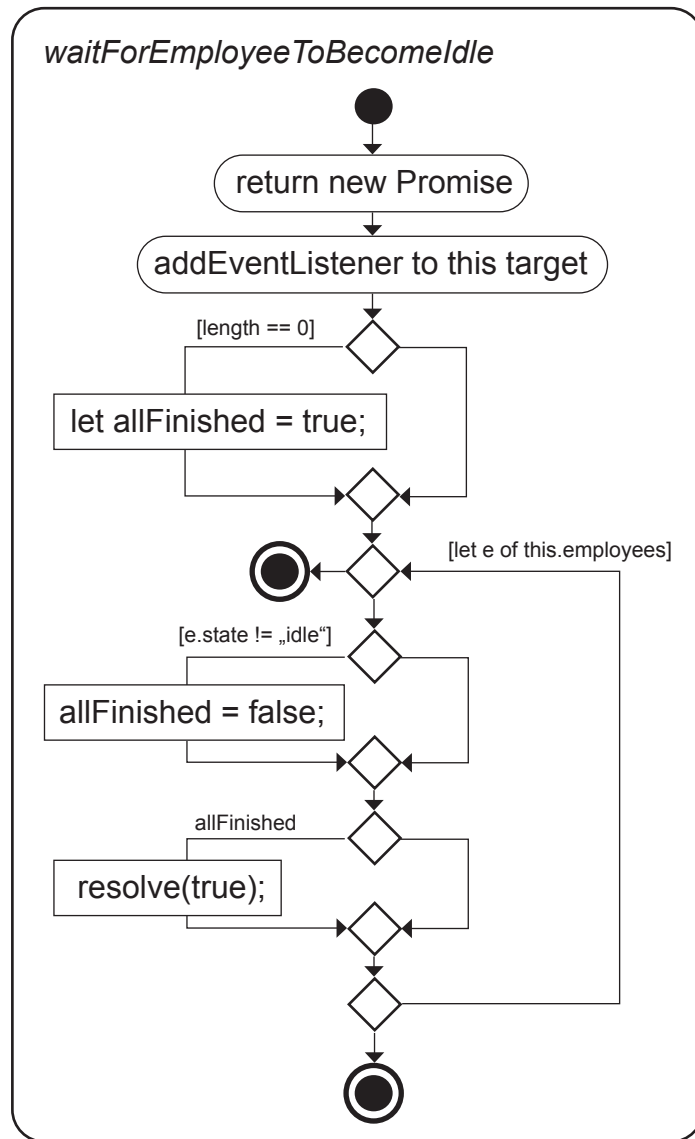 waitForEmployeeToBecomeIdle
return new Promise
addEventListener to this target
[length == 0]
let allFinished = true;
[let e of this.employees]
[e.state != „idle“]
allFinished = false;
allFinished
resolve(true);